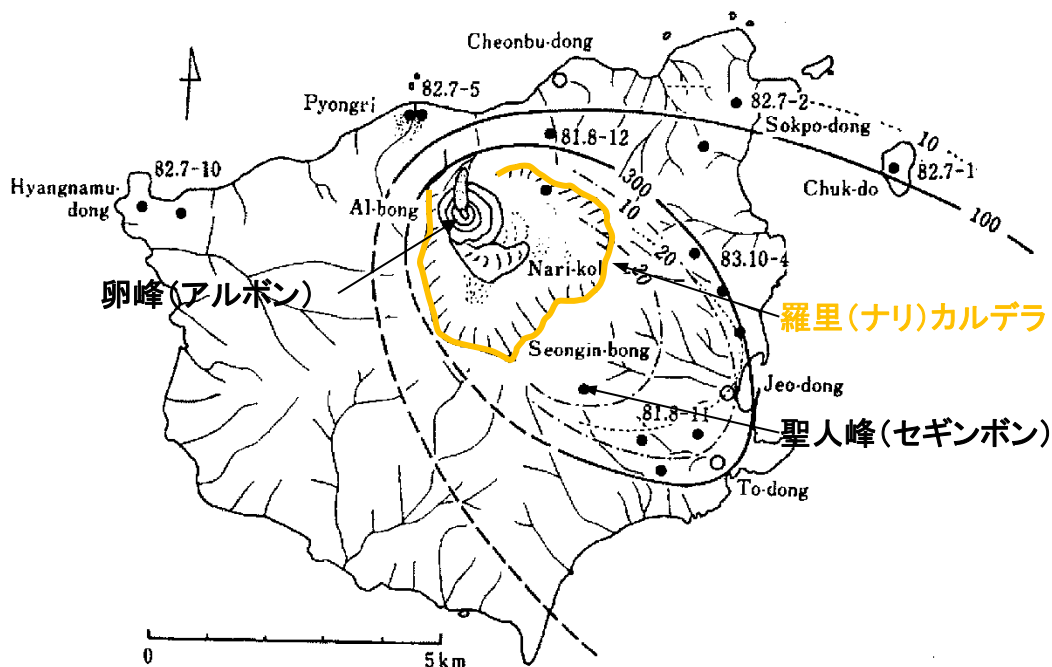 Cheonbu-dong
82.7-5
Pyongri
82.7-2
10
Sokpo-dong
81.8-12
82.7-10
Hyangnamu-
dong
82.7-1
Chuk-do
300
Al-bong
10
100
20
83.10-4
Nari-kol
30
卵峰(アルボン)
羅里(ナリ)カルデラ
Seongin-bong
Jeo-dong
81.8-11
聖人峰(セギンボン)
To-dong
0
5km